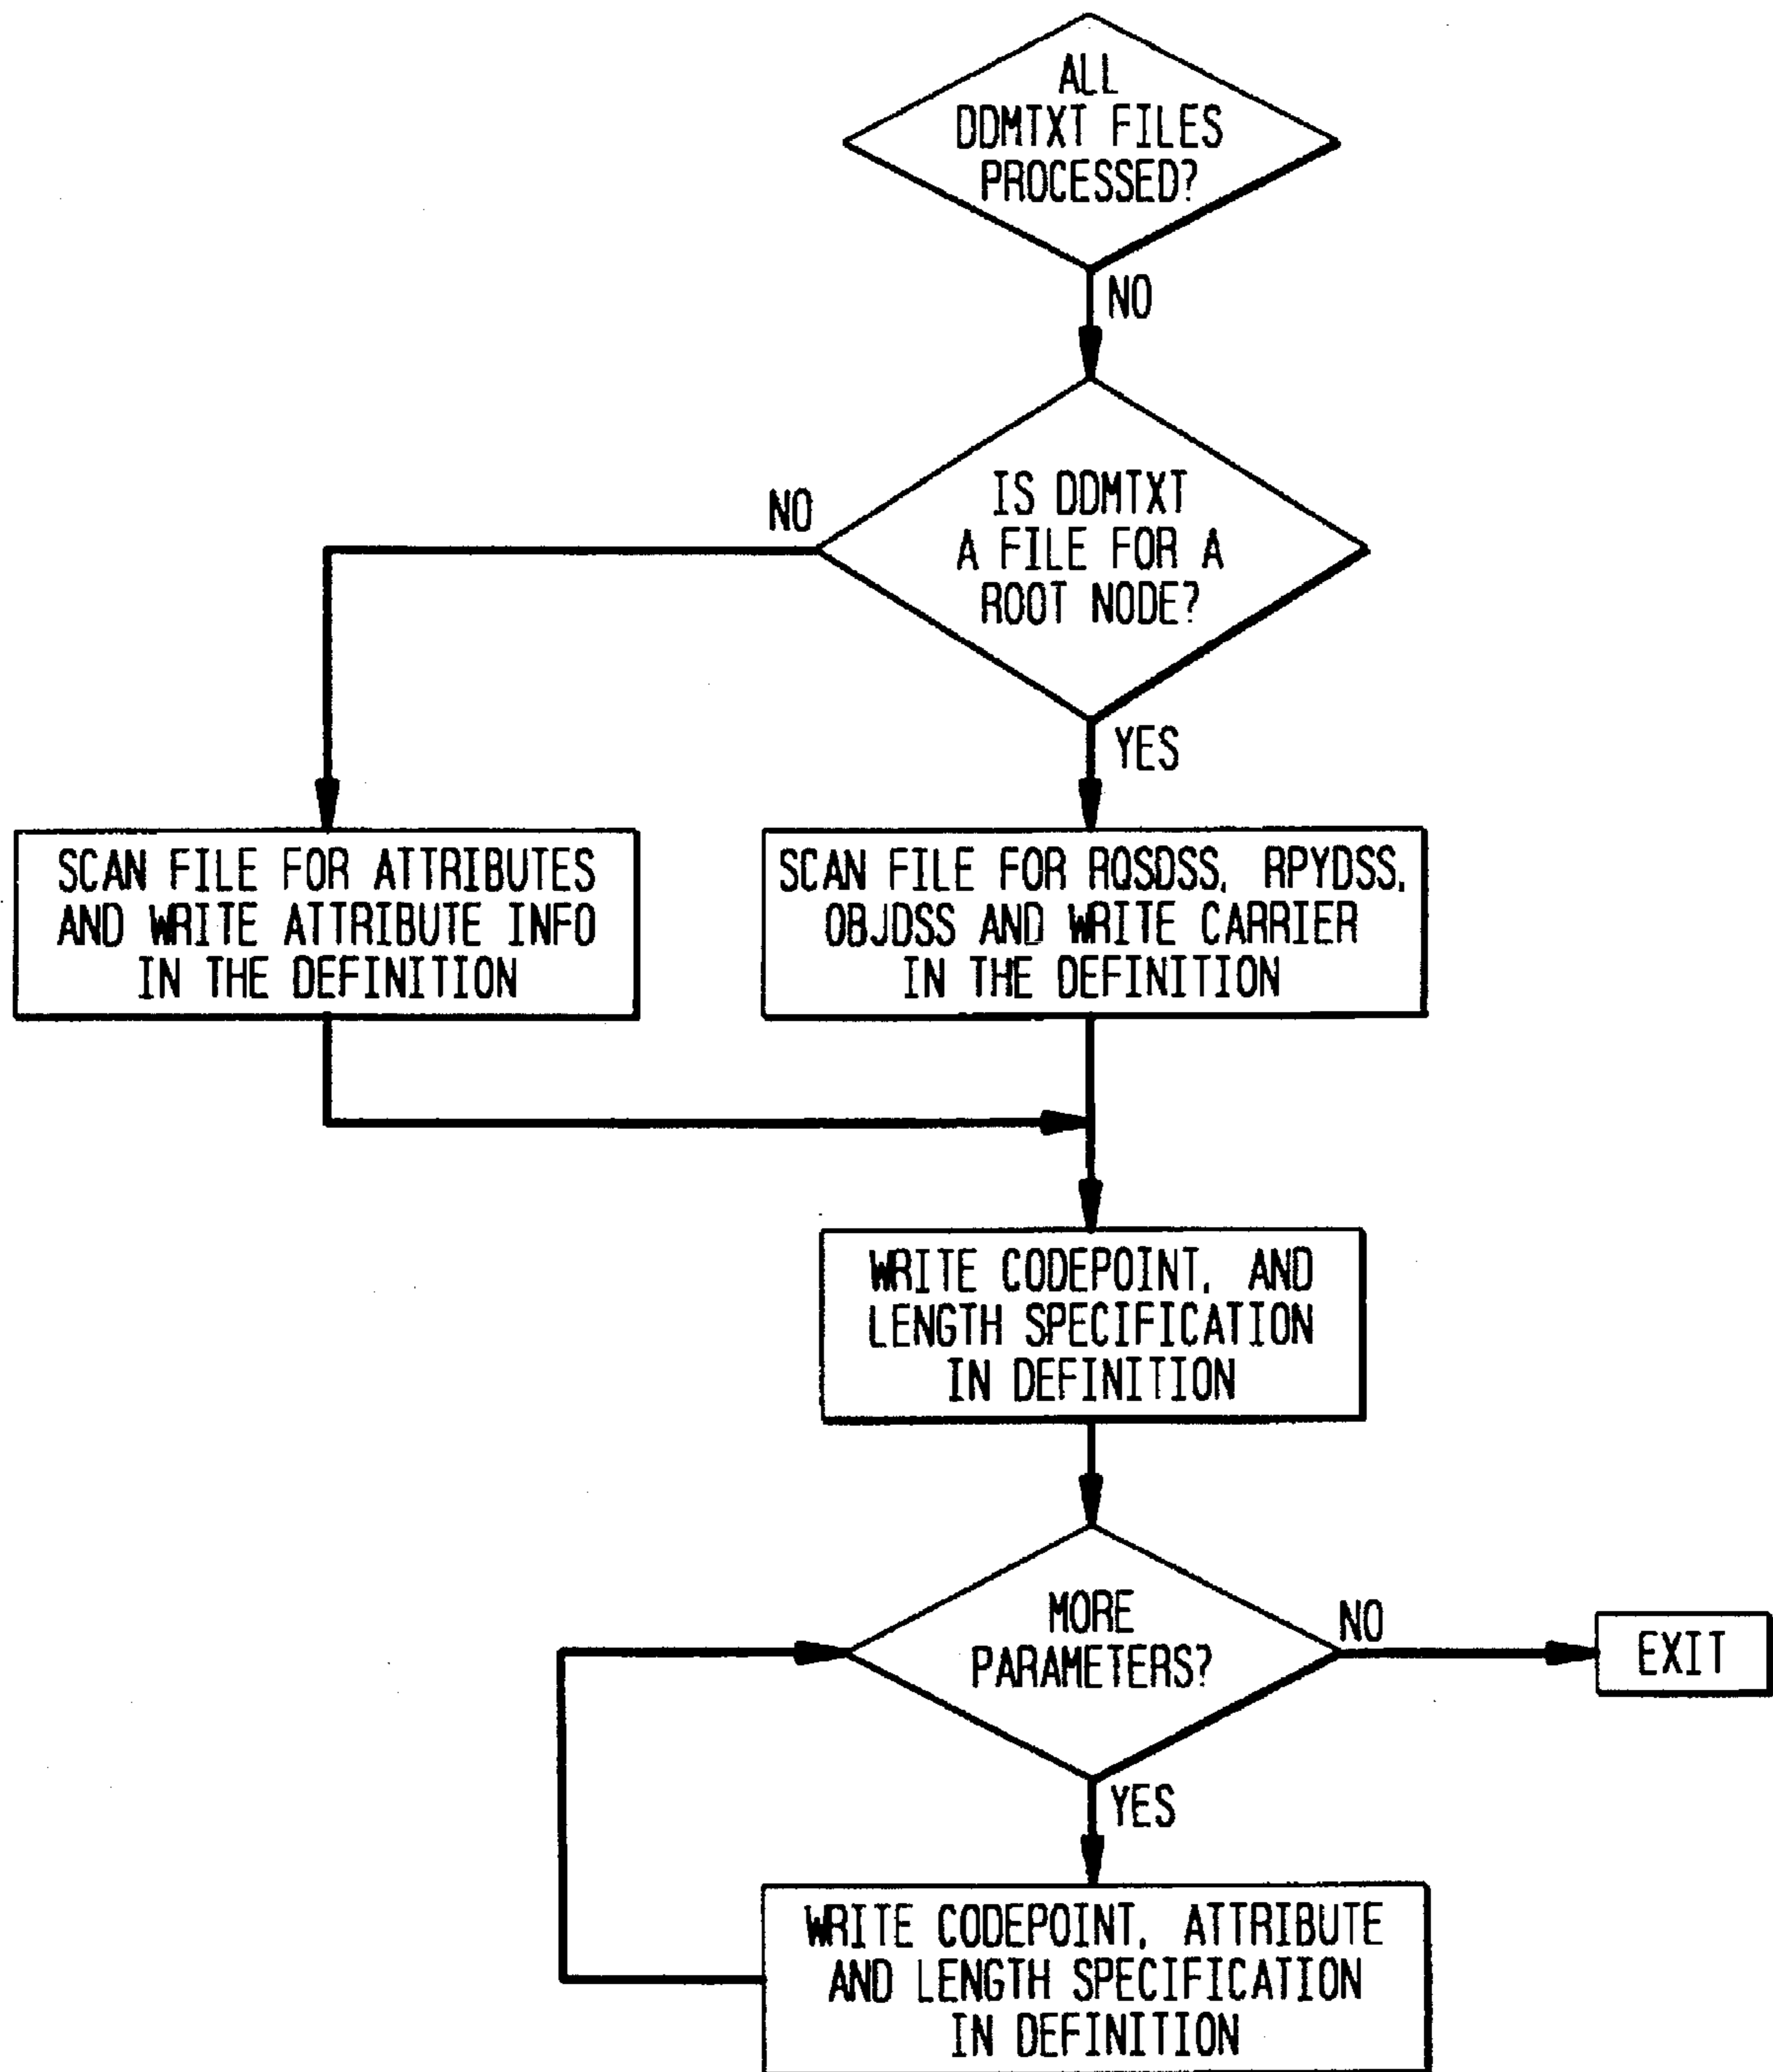 ALL
DDMTXT FILES
PROCESSED?
NO
IS DDMTXT
A FILE FOR A
ROOT NODE?
NO
YES
SCAN FILE FOR ATTRIBUTES
AND WRITE ATTRIBUTE INFO
IN THE DEFINITION
SCAN FILE FOR RQSDSS, RPYDSS,
OBJDSS AND WRITE CARRIER
IN THE DEFINITION
WRITE CODEPOINT, AND
LENGTH SPECIFICATION
IN DEFINITION
MORE
PARAMETERS?
NO
EXIT
YES
WRITE CODEPOINT, ATTRIBUTE
AND LENGTH SPECIFICATION
IN DEFINITION